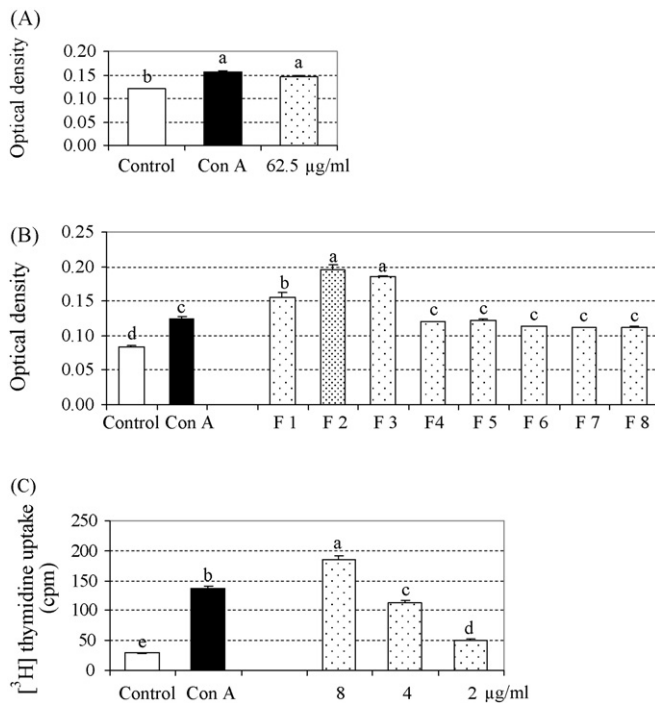 (A)
Optical density
0.20
0.15
0.10
0.05
0.00
b
a
a
Control Con A 62.5 µg/ml
(B)
Optical density
0.25
0.20
0.15
0.10
0.05
0.00
d
c
b
a
a
c
c
c
c
c
Control Con A F 1 F 2 F 3 F4 F 5 F 6 F 7 F 8
(C)
[³H] thymidine uptake
(cpm)
250
200
150
100
50
0
e
b
a
c
d
Control Con A 8 4 2 µg/ml